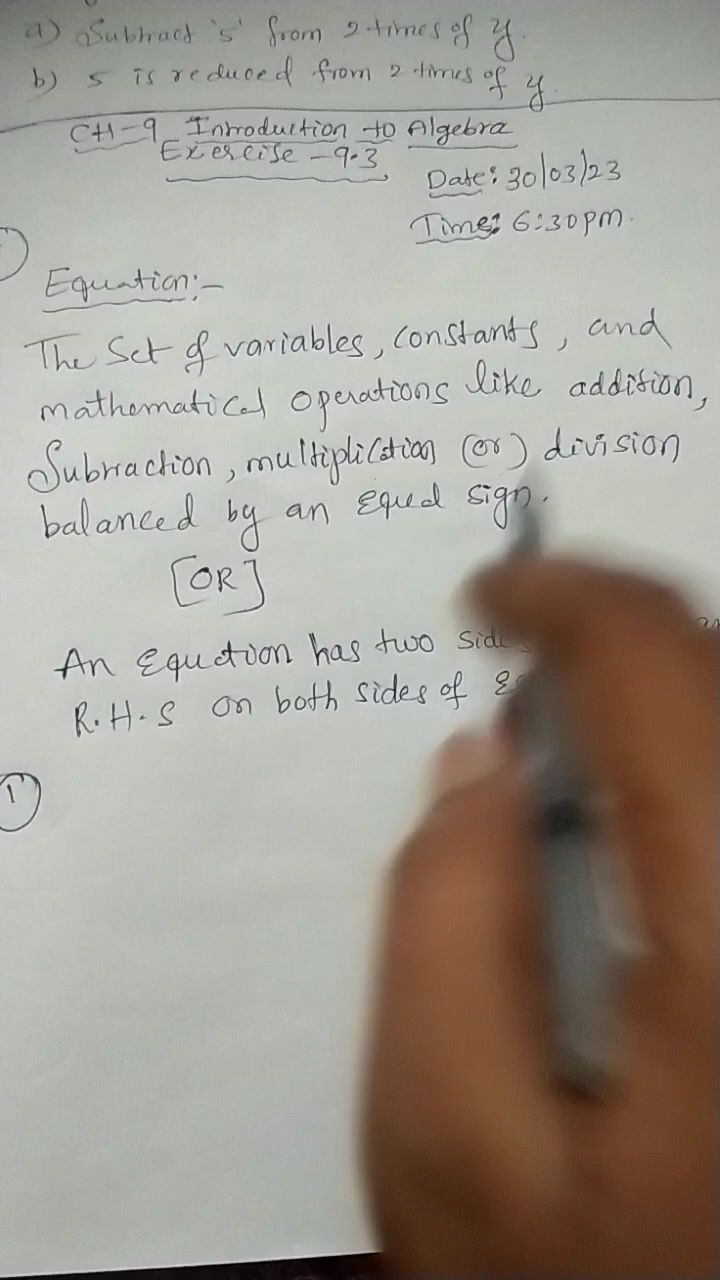 a) Subtract '5' from 2 times of y.
b) 5 is reduced from 2 times of y
CH-9 Introduction to Algebra
Exercise - 9.3
Date: 30/03/23
Time: 6:30pm.
Equation:-
The Set of variables, constants, and
mathematical operations like addition,
Subtraction, multiplication (or) division
balanced by an equal sign.
[OR]
An Equation has two
R.H.S on both sides of
1